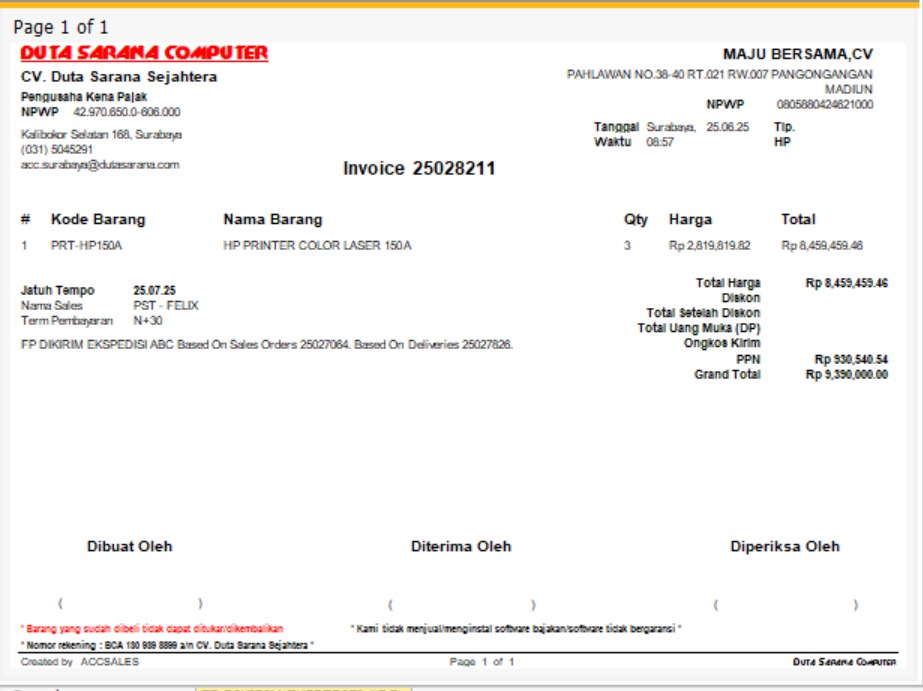 Page 1 of 1
DUTA SARANA COMPUTER
MAJU BERSAMA,CV
CV. Duta Sarana Sejahtera
PAHLAWAN NO.38-40 RT.021 RW.007 PANGONGANGAN
MADIUN
Pengusaha Kena Pajak
NPWP 42.970.650.0-606.000
NPWP 0805880424621000
Kalibokor Selatan 168, Surabaya
(031) 5045291
acc.surabaya@dutasarana.com
Tanggal Surabaya, 25.06.25 Tlp.
Waktu 08:57 HP
Invoice 25028211
# Kode Barang Nama Barang Qty Harga Total
1 PRT-HP150A HP PRINTER COLOR LASER 150A 3 Rp 2,819,819.82 Rp 8,459,459.46
Jatuh Tempo 25.07.25
Nama Sales PST - FELIX
Term Pembayaran N+30
FP DIKIRIM EKSPEDISI ABC Based On Sales Orders 25027064. Based On Deliveries 25027826.
Total Harga Rp 8,459,459.46
Diskon
Total Setelah Diskon
Total Uang Muka (DP)
Ongkos Kirim
PPN Rp 930,540.54
Grand Total Rp 9,390,000.00
Dibuat Oleh Diterima Oleh Diperiksa Oleh
( ) ( ) ( )
* Barang yang sudah dibeli tidak dapat ditukar/dikembalikan
* Kami tidak menjual/menginstal software bajakan/software tidak bergaransi *
* Nomor rekening : BCA 180 989 8899 a/n CV. Duta Sarana Sejahtera *
Created by ACCSALES Page 1 of 1 DUTA SARANA COMPUTER